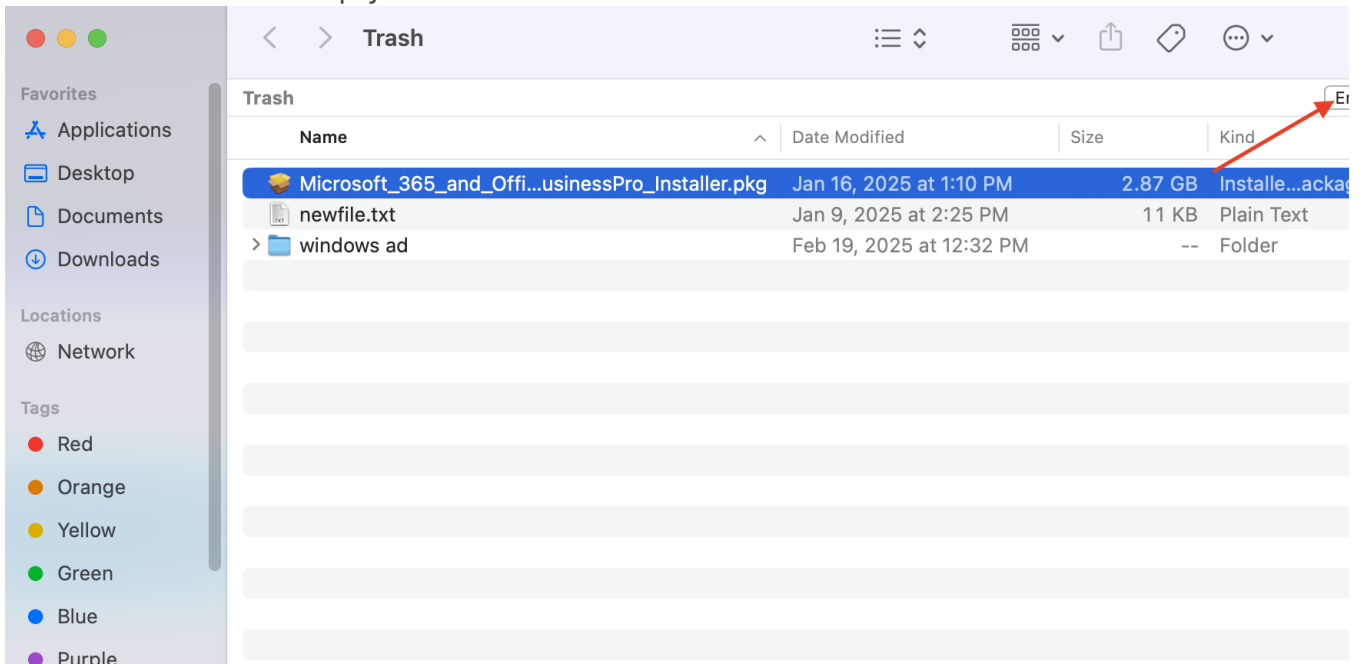 Trash
Favorites
Applications
Desktop
Documents
Downloads
Locations
Network
Tags
Red
Orange
Yellow
Green
Blue
Purple
Trash
Name Date Modified Size Kind
Microsoft_365_and_Offi...usinessPro_Installer.pkg Jan 16, 2025 at 1:10 PM 2.87 GB
newfile.txt Jan 9, 2025 at 2:25 PM 11 KB Plain Text
windows ad Feb 19, 2025 at 12:32 PM -- Folder